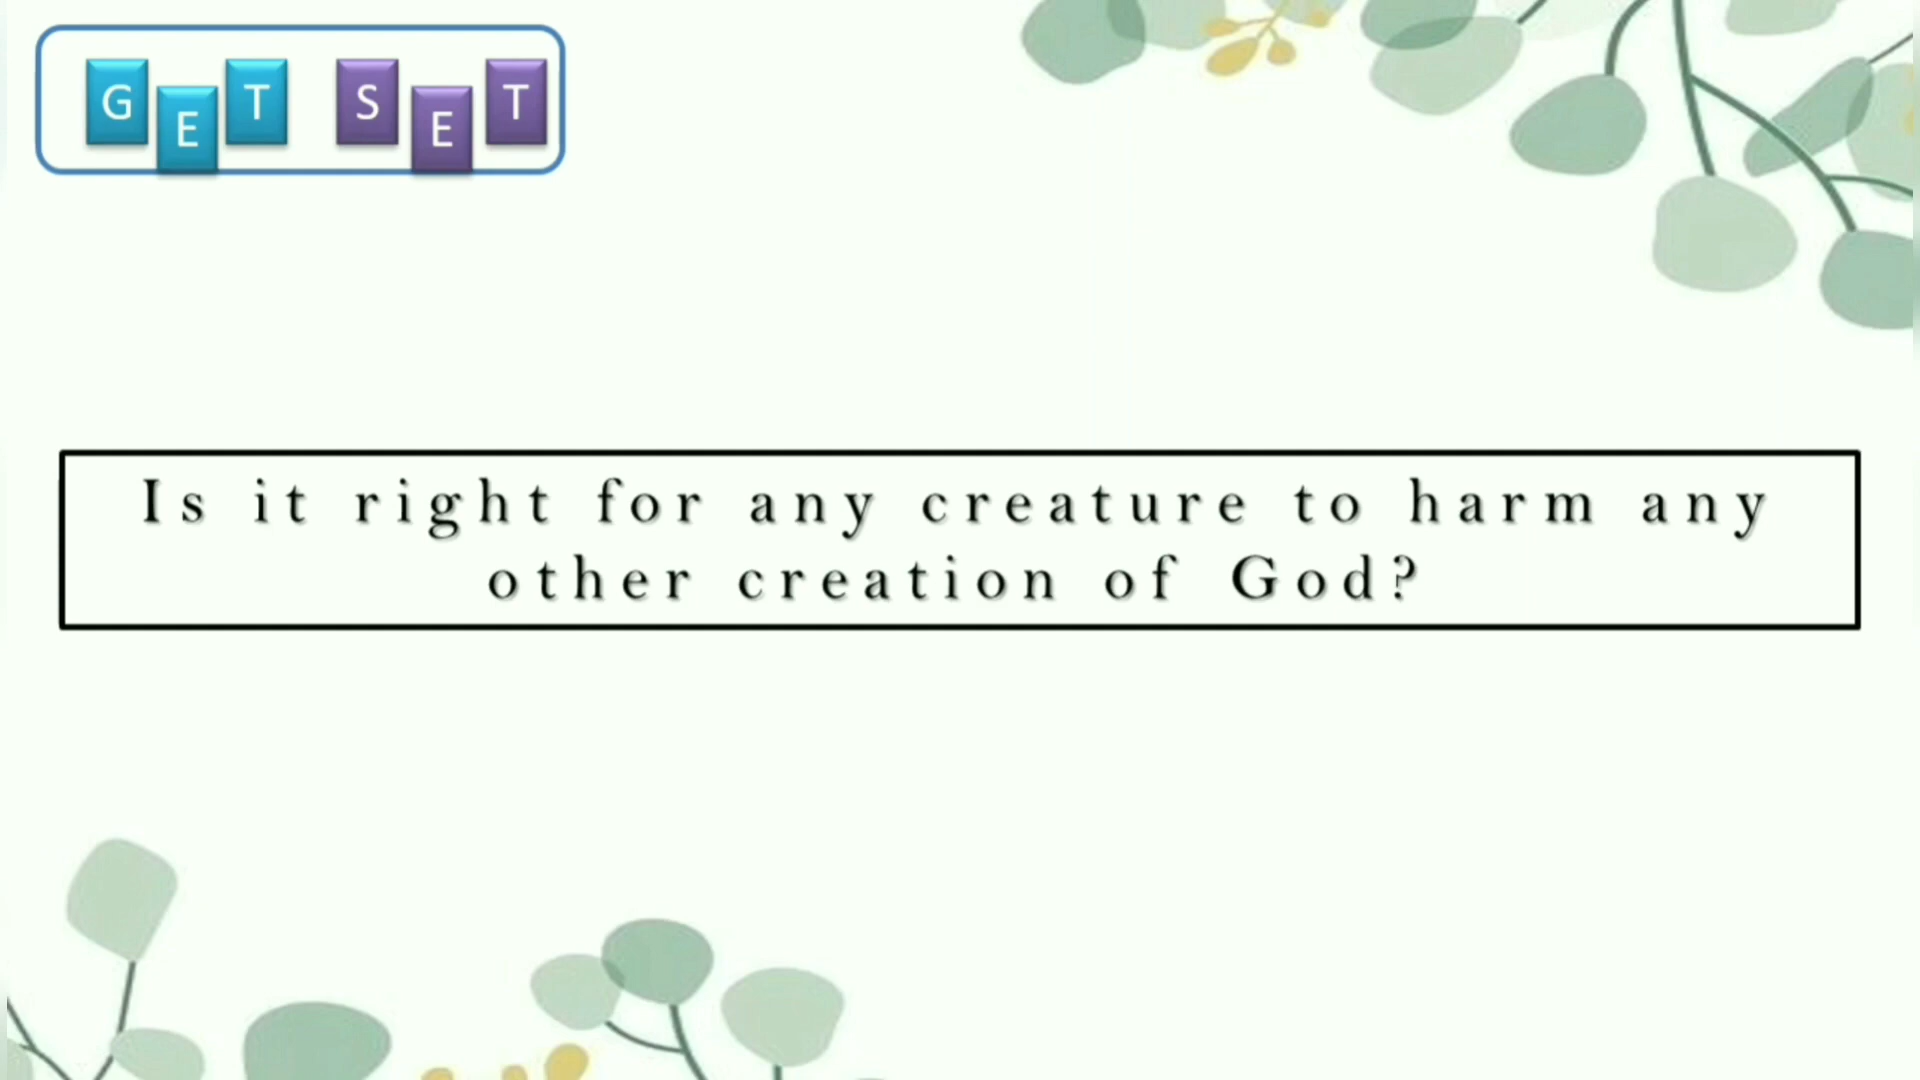 GET SET
Is it right for any creature to harm any
other creation of God?